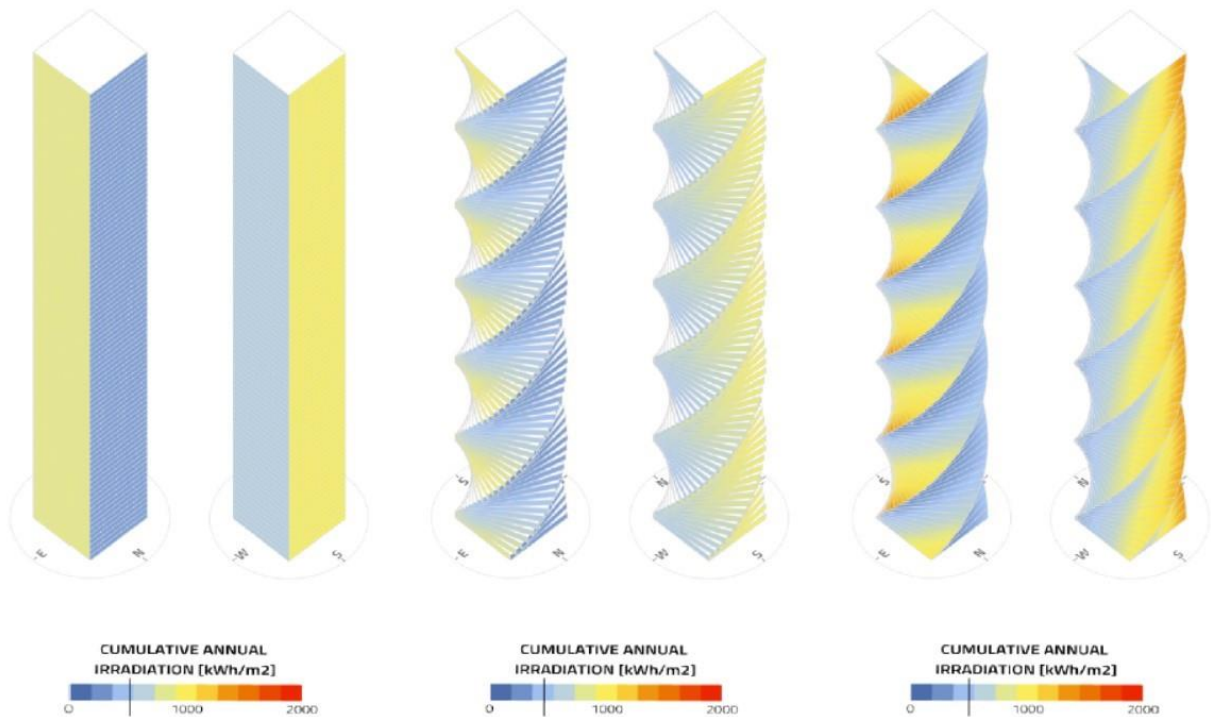 E N
W S
S
E N
N
W S
E N
N
W S
CUMULATIVE ANNUAL
IRRADIATION [kWh/m2]
0 1000 2000
CUMULATIVE ANNUAL
IRRADIATION [kWh/m2]
0 1000 2000
CUMULATIVE ANNUAL
IRRADIATION [kWh/m2]
0 1000 2000